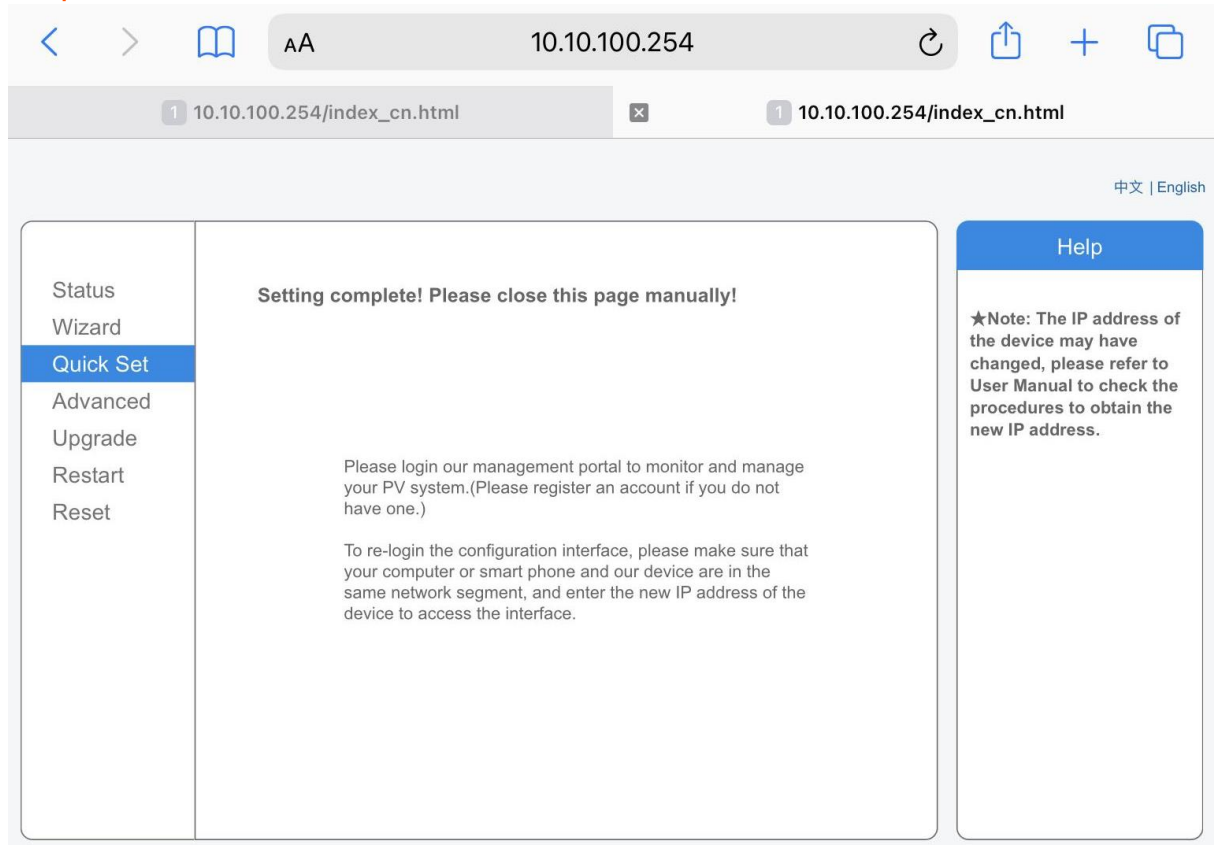 AA
10.10.100.254
1 10.10.100.254/index_cn.html
1 10.10.100.254/index_cn.html
中文 | English
Status
Wizard
Quick Set
Advanced
Upgrade
Restart
Reset
Setting complete! Please close this page manually!
Please login our management portal to monitor and manage
your PV system.(Please register an account if you do not
have one.)
To re-login the configuration interface, please make sure that
your computer or smart phone and our device are in the
same network segment, and enter the new IP address of the
device to access the interface.
Help
★Note: The IP address of
the device may have
changed, please refer to
User Manual to check the
procedures to obtain the
new IP address.